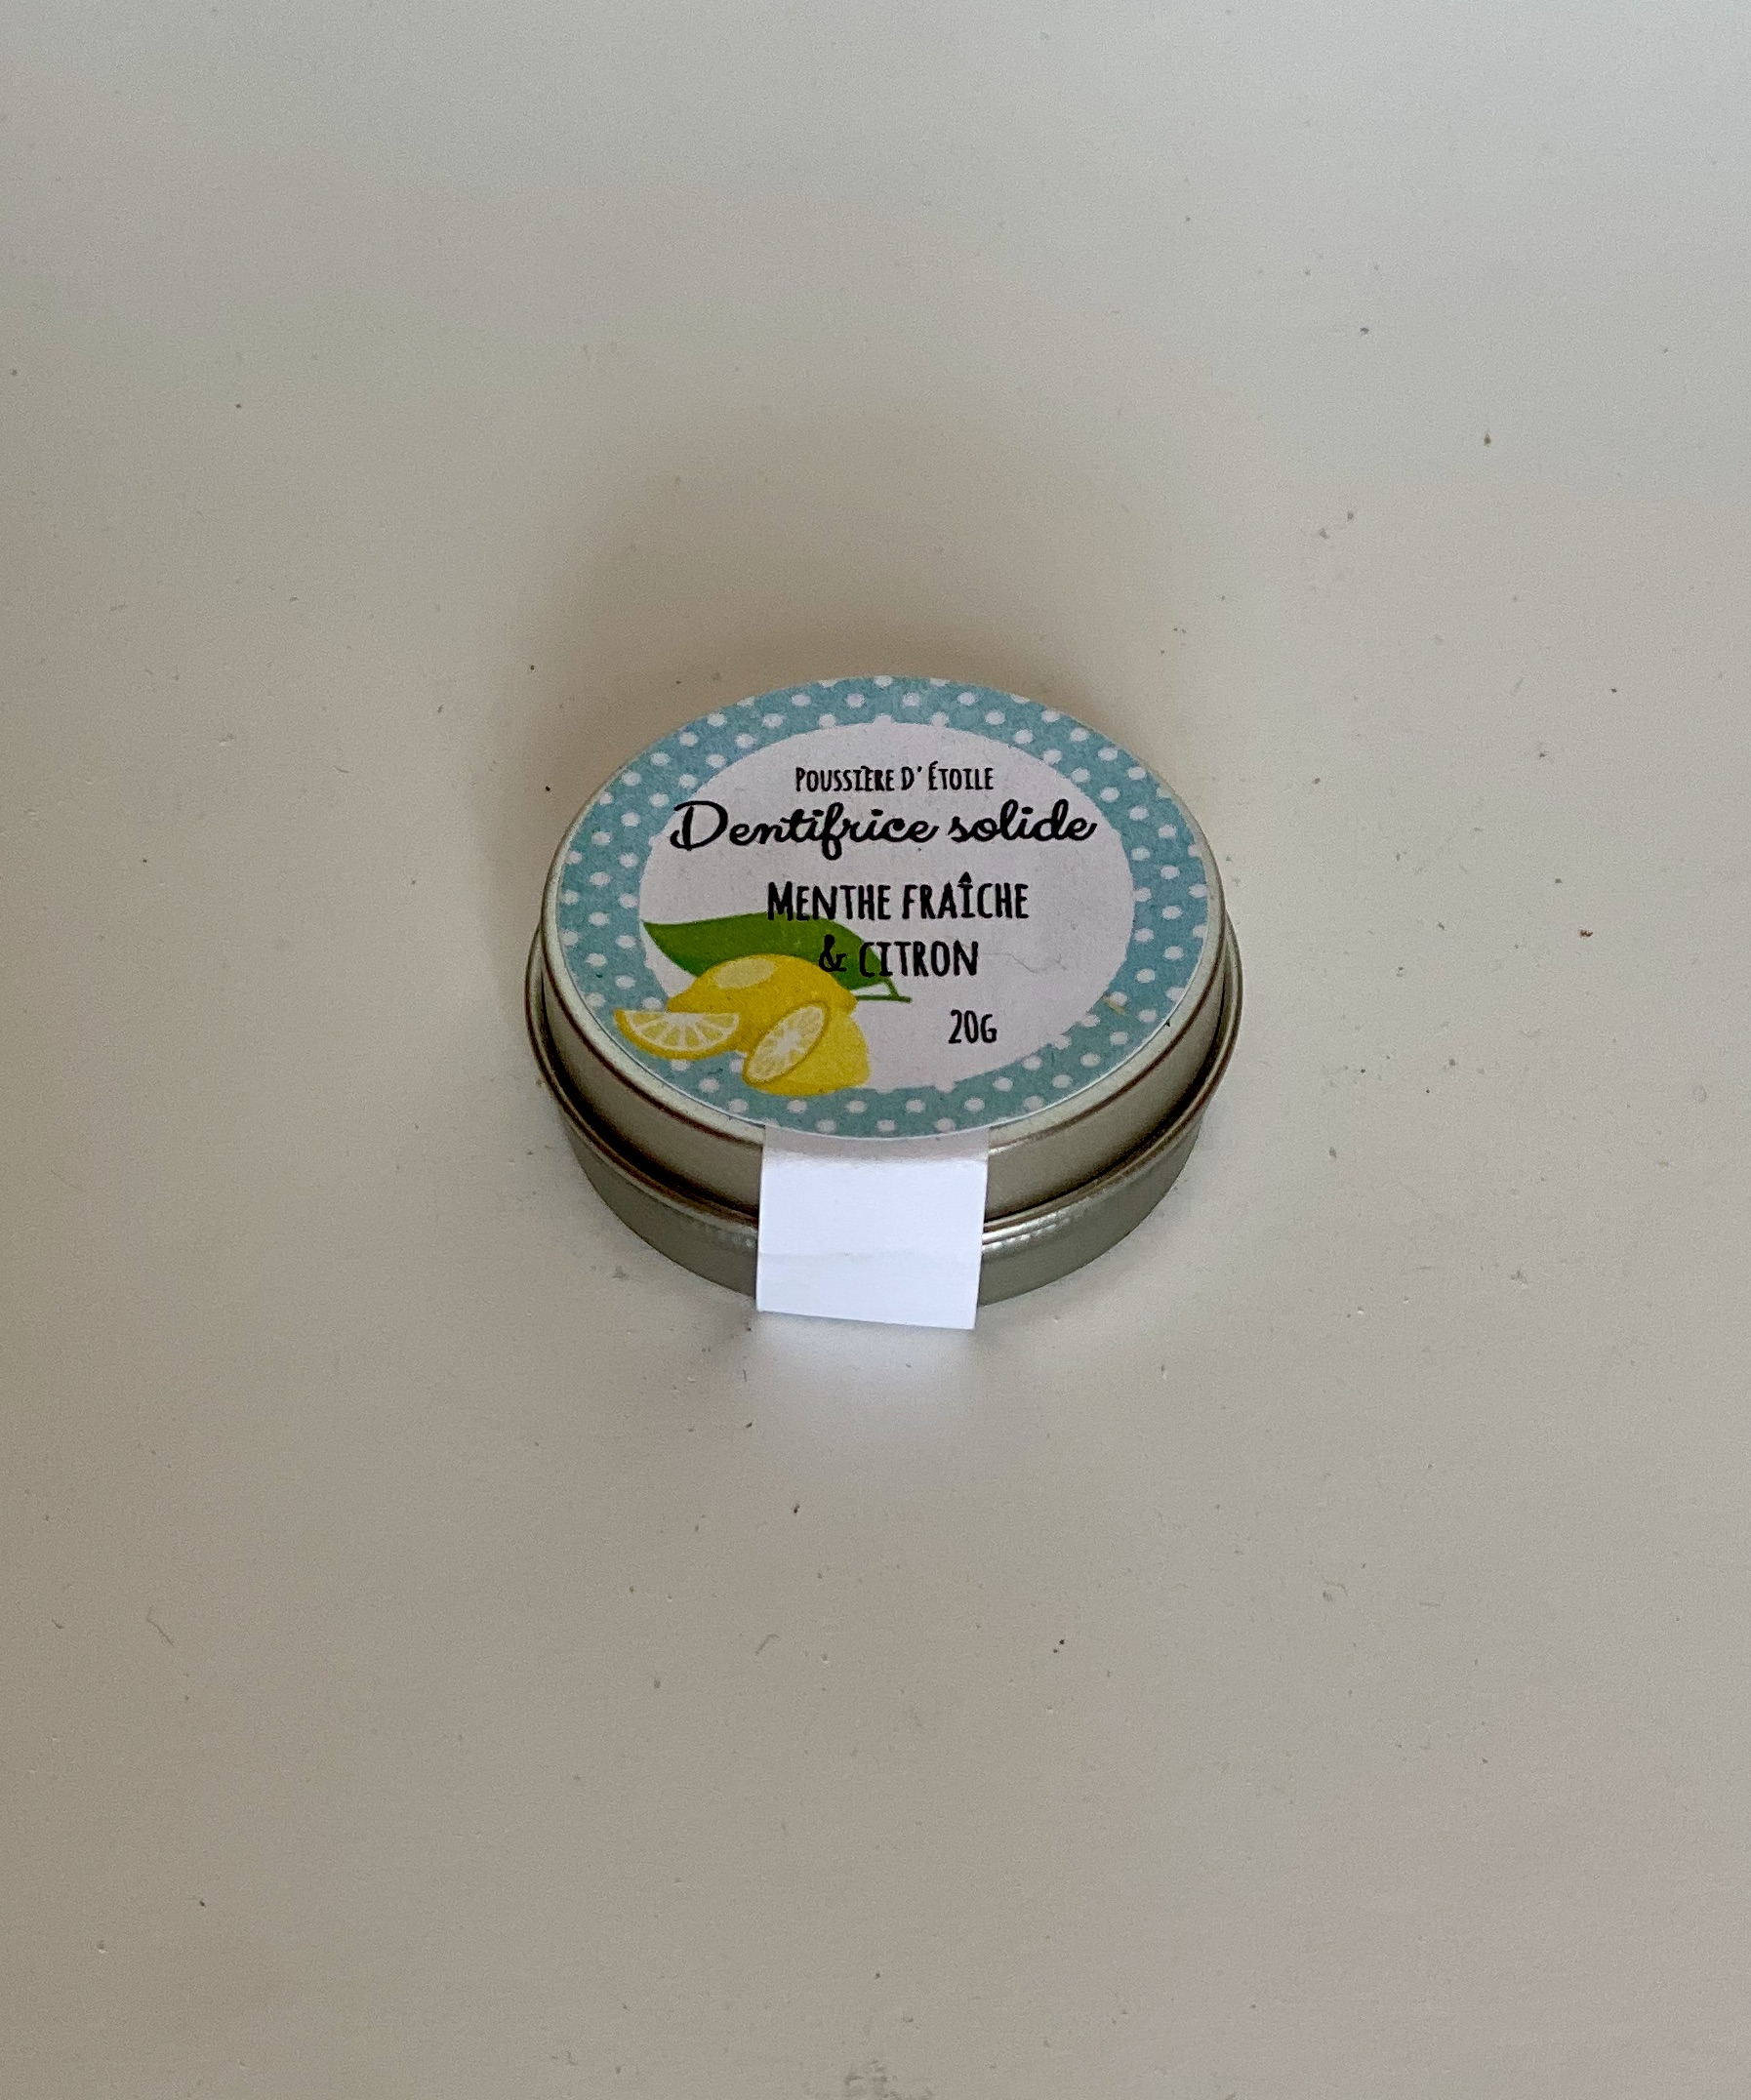 POUSSIÈRE D' ÉTOILE
Dentifrice solide
MENTHE FRAÎCHE
& CITRON
20G